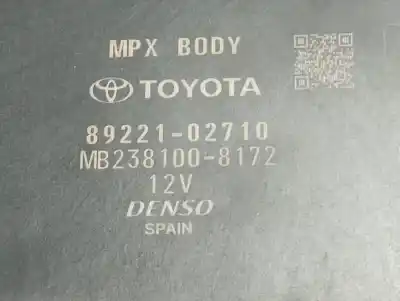 MPX BODY
TOYOTA
89221-02710
MB238100-8172
12V
DENSO
SPAIN